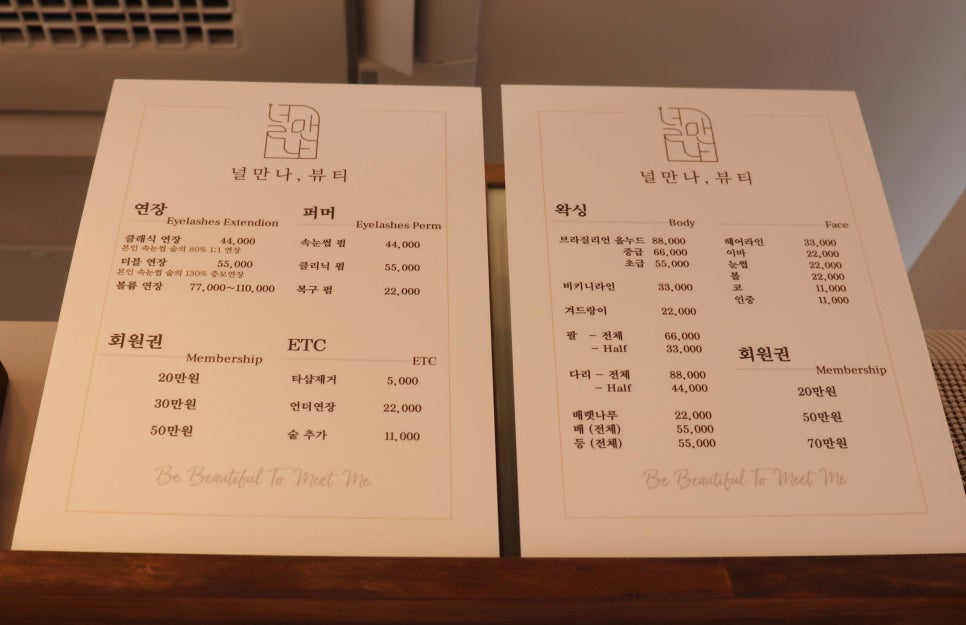 널만나
널만나, 뷰티
연장
Eyelashes Extendion
클래식 연장 44,000
본인 속눈썹 숱의 80% 1:1 연장
더블 연장 55,000
본인 속눈썹 숱의 130% 증모연장
볼륨 연장 77,000~110,000
퍼머
Eyelashes Perm
속눈썹 펌 44,000
클리닉 펌 55,000
복구 펌 22,000
회원권
Membership
20만원
30만원
50만원
ETC
ETC
타샵제거 5,000
언더연장 22,000
숱 추가 11,000
Be Beautiful To Meet Me
널만나
널만나, 뷰티
왁싱
Body
브라질리언 올누드 88,000
중급 66,000
초급 55,000
비키니라인 33,000
겨드랑이 22,000
팔 - 전체 66,000
- Half 33,000
다리 - 전체 88,000
- Half 44,000
배렛나루 22,000
배 (전체) 55,000
등 (전체) 55,000
Face
헤어라인 33,000
이마 22,000
눈썹 22,000
볼 22,000
코 11,000
인중 11,000
회원권
Membership
20만원
50만원
70만원
Be Beautiful To Meet Me